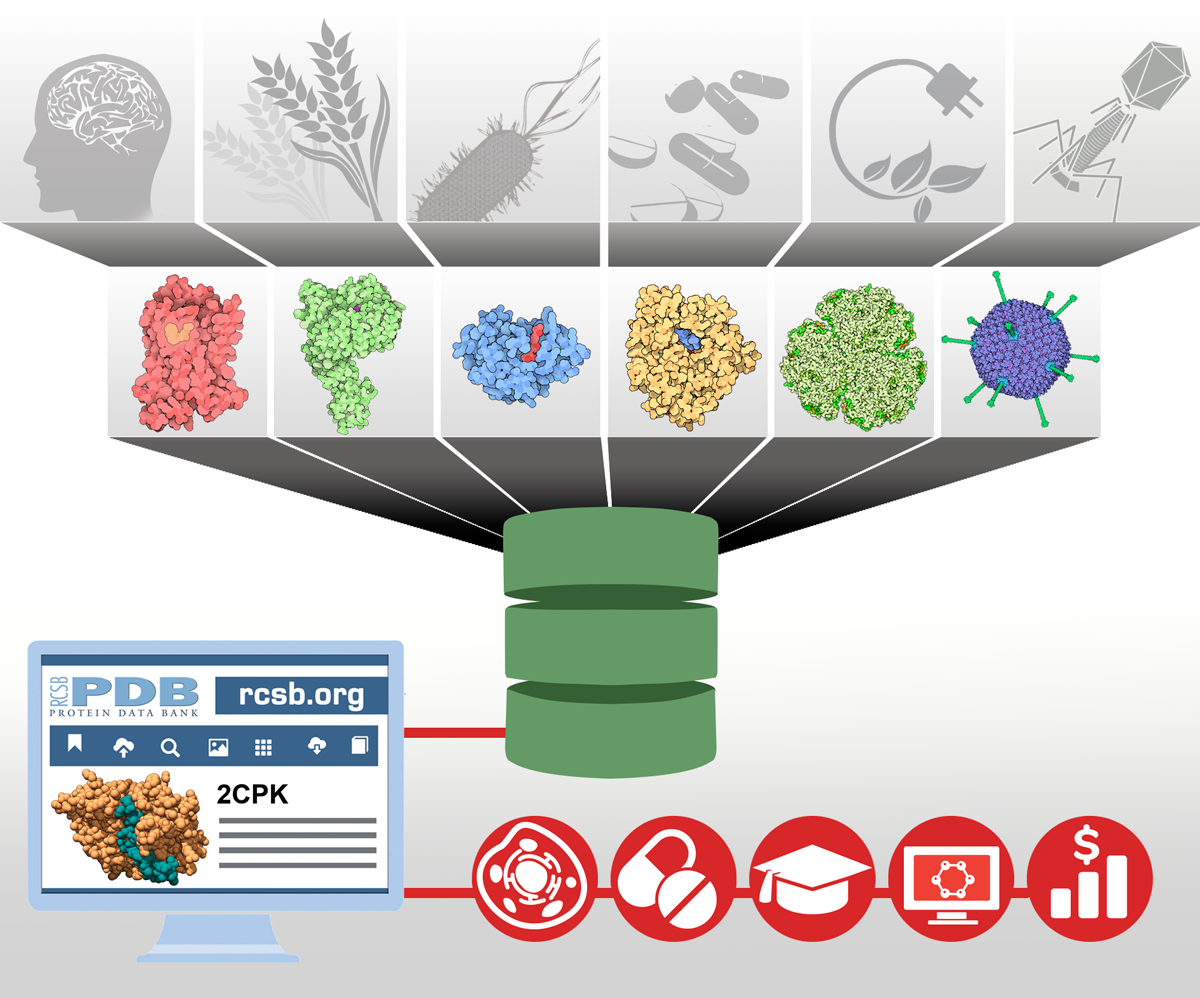 RCSB
PDB
PROTEIN DATA BANK
rcsb.org
2CPK
$